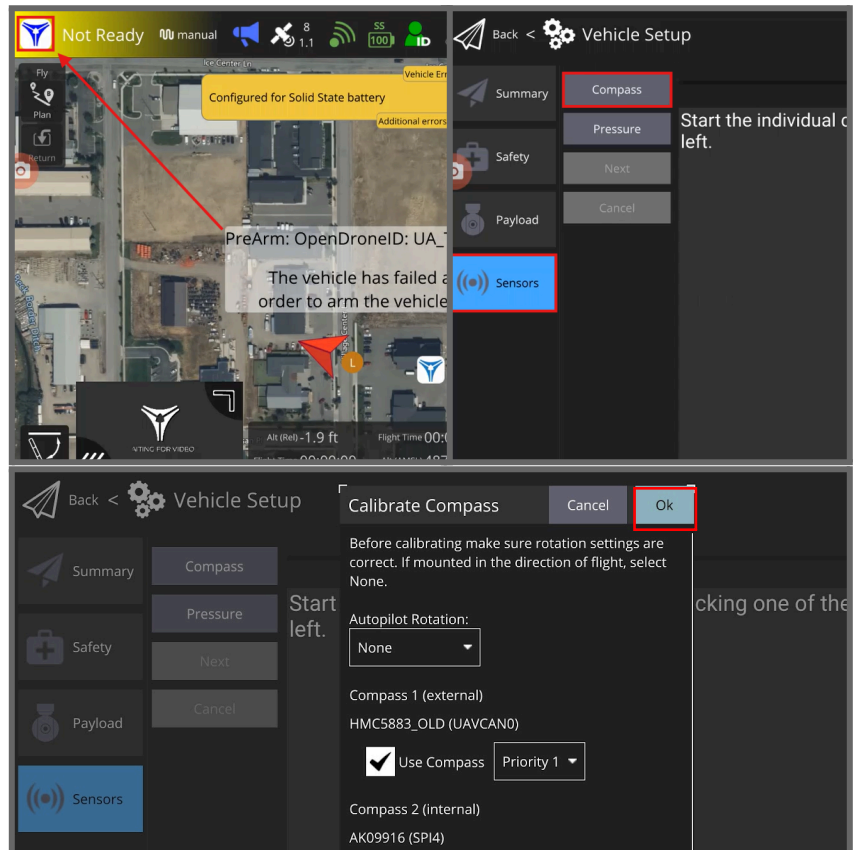 Not Ready
manual
8
1.1
SS
100
ID
Ice Center Ln
Fly
Plan
Return
Vehicle Err
Configured for Solid State battery
Additional errors
PreArm: OpenDroneID: UA_
The vehicle has failed a
order to arm the vehicle
L
WAITING FOR VIDEO
Alt (Rel) -1.9 ft
Flight Time 00:0
Back < Vehicle Setup
Summary
Safety
Payload
Sensors
Compass
Pressure
Next
Cancel
Start the individual c
left.
Back < Vehicle Setup
Summary
Safety
Payload
Sensors
Compass
Pressure
Next
Cancel
Start
left.
cking one of the
Calibrate Compass
Cancel
Ok
Before calibrating make sure rotation settings are
correct. If mounted in the direction of flight, select
None.
Autopilot Rotation:
None
Compass 1 (external)
HMC5883_OLD (UAVCAN0)
Use Compass
Priority 1
Compass 2 (internal)
AK09916 (SPI4)